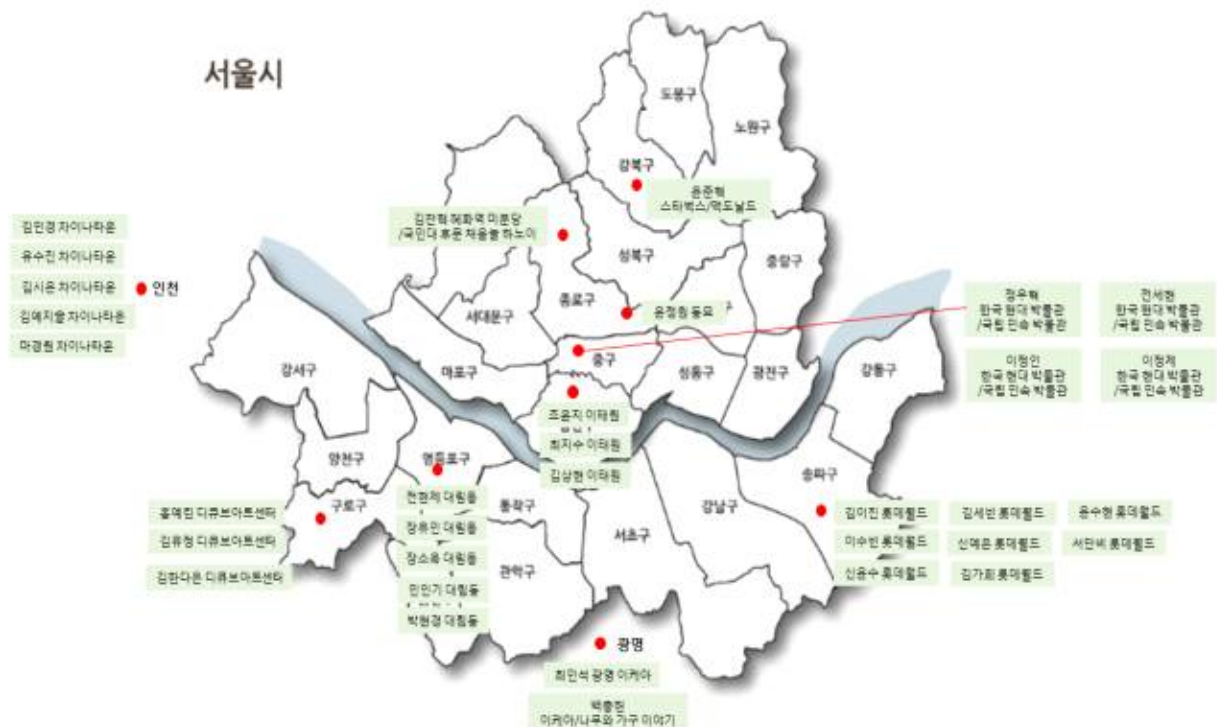 서울시
도봉구
노원구
강북구
윤준혁
스타벅스/맥도날드
김찬혁 혜화역 미분당
/국민대 후문 채움뜰 하노이
성북구
중랑구
김민경 차이나타운
유수진 차이나타운
김시은 차이나타운
인천
김예지슬 차이나타운
마경원 차이나타운
종로구
서대문구
윤정원 동묘
구
정우혁
한국 현대 박물관
/국립 민속 박물관
전세현
한국 현대 박물관
/국립 민속 박물관
이정인
한국 현대 박물관
/국립 민속 박물관
이정제
한국 현대 박물관
/국립 민속 박물관
중구
강서구
마포구
성동구
광진구
강동구
조윤지 이태원
최지수 이태원
김상현 이태원
양천구
영등포구
송파구
구로구
동작구
강남구
서초구
관악구
홍예진 디큐브아트센터
김유정 디큐브아트센터
김한다은 디큐브아트센터
전현제 대림동
장유민 대림동
장소옥 대림동
민인기 대림동
박현경 대림동
김이진 롯데월드
김세빈 롯데월드
윤수현 롯데월드
이수빈 롯데월드
신예은 롯데월드
서단비 롯데월드
신윤수 롯데월드
김가희 롯데월드
광명
최민석 광명 이케아
백종현
이케아/나무와 가구 이야기